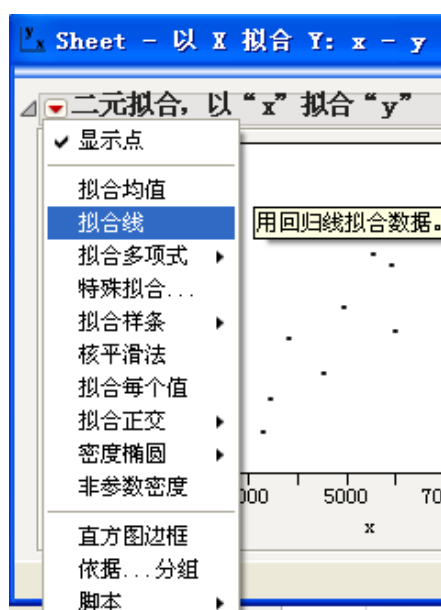 Sheet - 以 X 拟合 Y: x - y
二元拟合, 以“x”拟合“y”
显示点
拟合均值
拟合线
用回归线拟合数据。
拟合多项式
特殊拟合...
拟合样条
核平滑法
拟合每个值
拟合正交
密度椭圆
非参数密度
5000
x
直方图边框
依据...分组
脚本